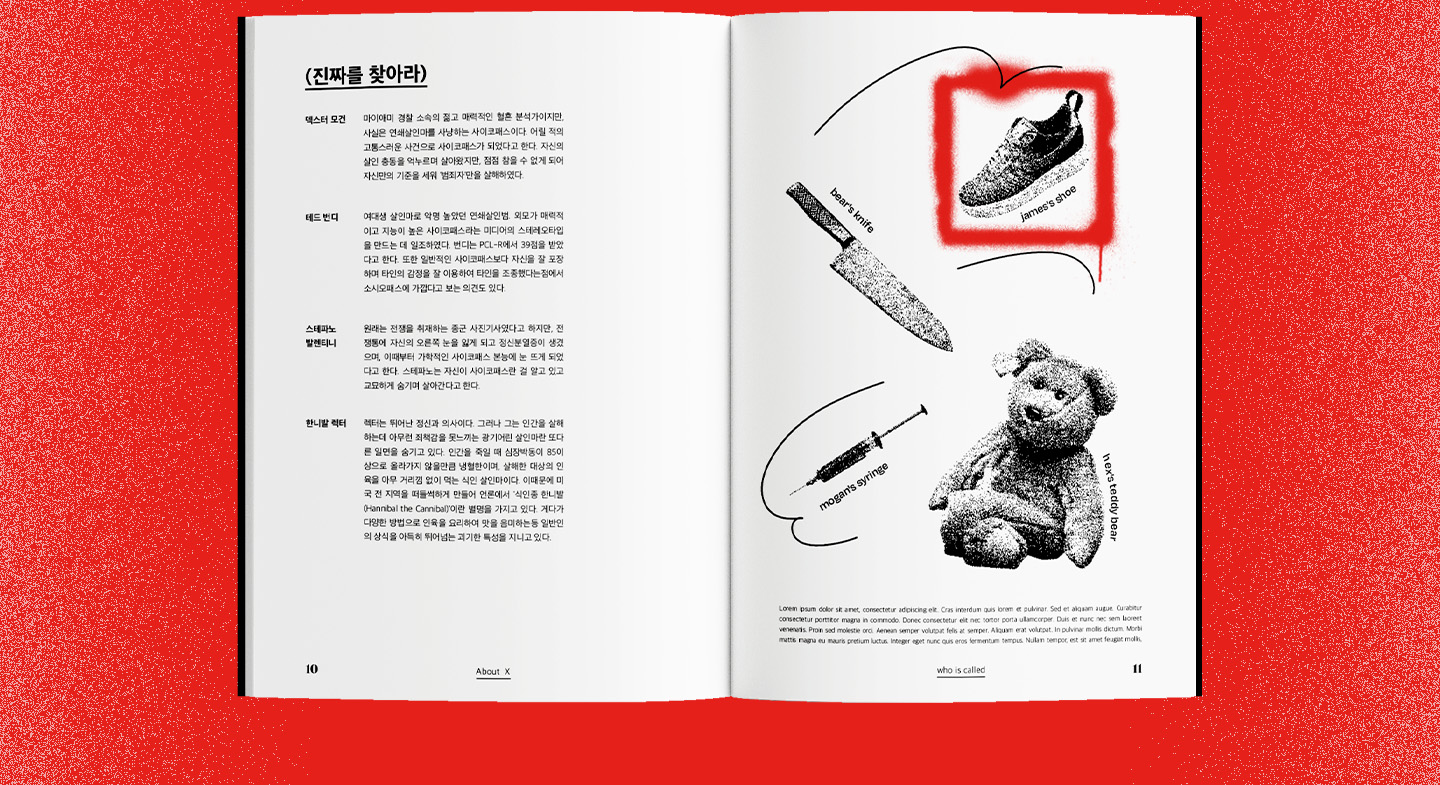 (진짜를 찾아라)
덱스터 모건
마이애미 경찰 소속의 젊고 매력적인 혈흔 분석가이지만,
사실은 연쇄살인마를 사냥하는 사이코패스이다. 어릴 적의
고통스러운 사건으로 사이코패스가 되었다고 한다. 자신의
살인 충동을 억누르며 살아왔지만, 점점 참을 수 없게 되어
자신만의 기준을 세워 '범죄자'만을 살해하였다.
테드 번디
여대생 살인마로 악명 높았던 연쇄살인범. 외모가 매력적
이고 지능이 높은 사이코패스라는 미디어의 스테레오타입
을 만드는 데 일조하였다. 번디는 PCL-R에서 39점을 받았
다고 한다. 또한 일반적인 사이코패스보다 자신을 잘 포장
하며 타인의 감정을 잘 이용하여 타인을 조종했다는점에서
소시오패스에 가깝다고 보는 의견도 있다.
스테파노
발렌티니
원래는 전쟁을 취재하는 종군 사진기사였다고 하지만, 전
쟁통에 자신의 오른쪽 눈을 잃게 되고 정신분열증이 생겼
으며, 이때부터 가학적인 사이코패스 본능에 눈 뜨게 되었
다고 한다. 스테파노는 자신이 사이코패스란 걸 알고 있고
교묘하게 숨기며 살아간다고 한다.
한니발 렉터
렉터는 뛰어난 정신과 의사이다. 그러나 그는 인간을 살해
하는데 아무런 죄책감을 못느끼는 광기어린 살인마란 또다
른 일면을 숨기고 있다. 인간을 죽일 때 심장박동이 85이
상으로 올라가지 않을만큼 냉혈한이며, 살해한 대상의 인
육을 아무 거리낌 없이 먹는 식인 살인마이다. 이때문에 미
국 전 지역을 떠들썩하게 만들어 언론에서 '식인종 한니발
(Hannibal the Cannibal)'이란 별명을 가지고 있다. 게다가
다양한 방법으로 인육을 요리하여 맛을 음미하는등 일반인
의 상식을 아득히 뛰어넘는 괴기한 특성을 지니고 있다.
10
About X
james's shoe
bear's knife
mogan's syringe
hex's teddy bear
Lorem ipsum dolor sit amet, consectetur adipiscing elit. Cras interdum quis lorem et pulvinar. Sed et aliquam augue. Curabitur
consectetur porttitor magna in commodo. Donec consectetur elit nec tortor porta ullamcorper. Duis et nunc nec sem laoreet
venenatis. Proin sed molestie orci. Aenean semper volutpat felis at semper. Aliquam erat volutpat. In pulvinar mollis dictum. Morbi
mattis magna eu mauris pretium luctus. Integer eget nunc quis eros fermentum tempus. Nullam tempor, est sit amet feugiat mollis,
who is called
11